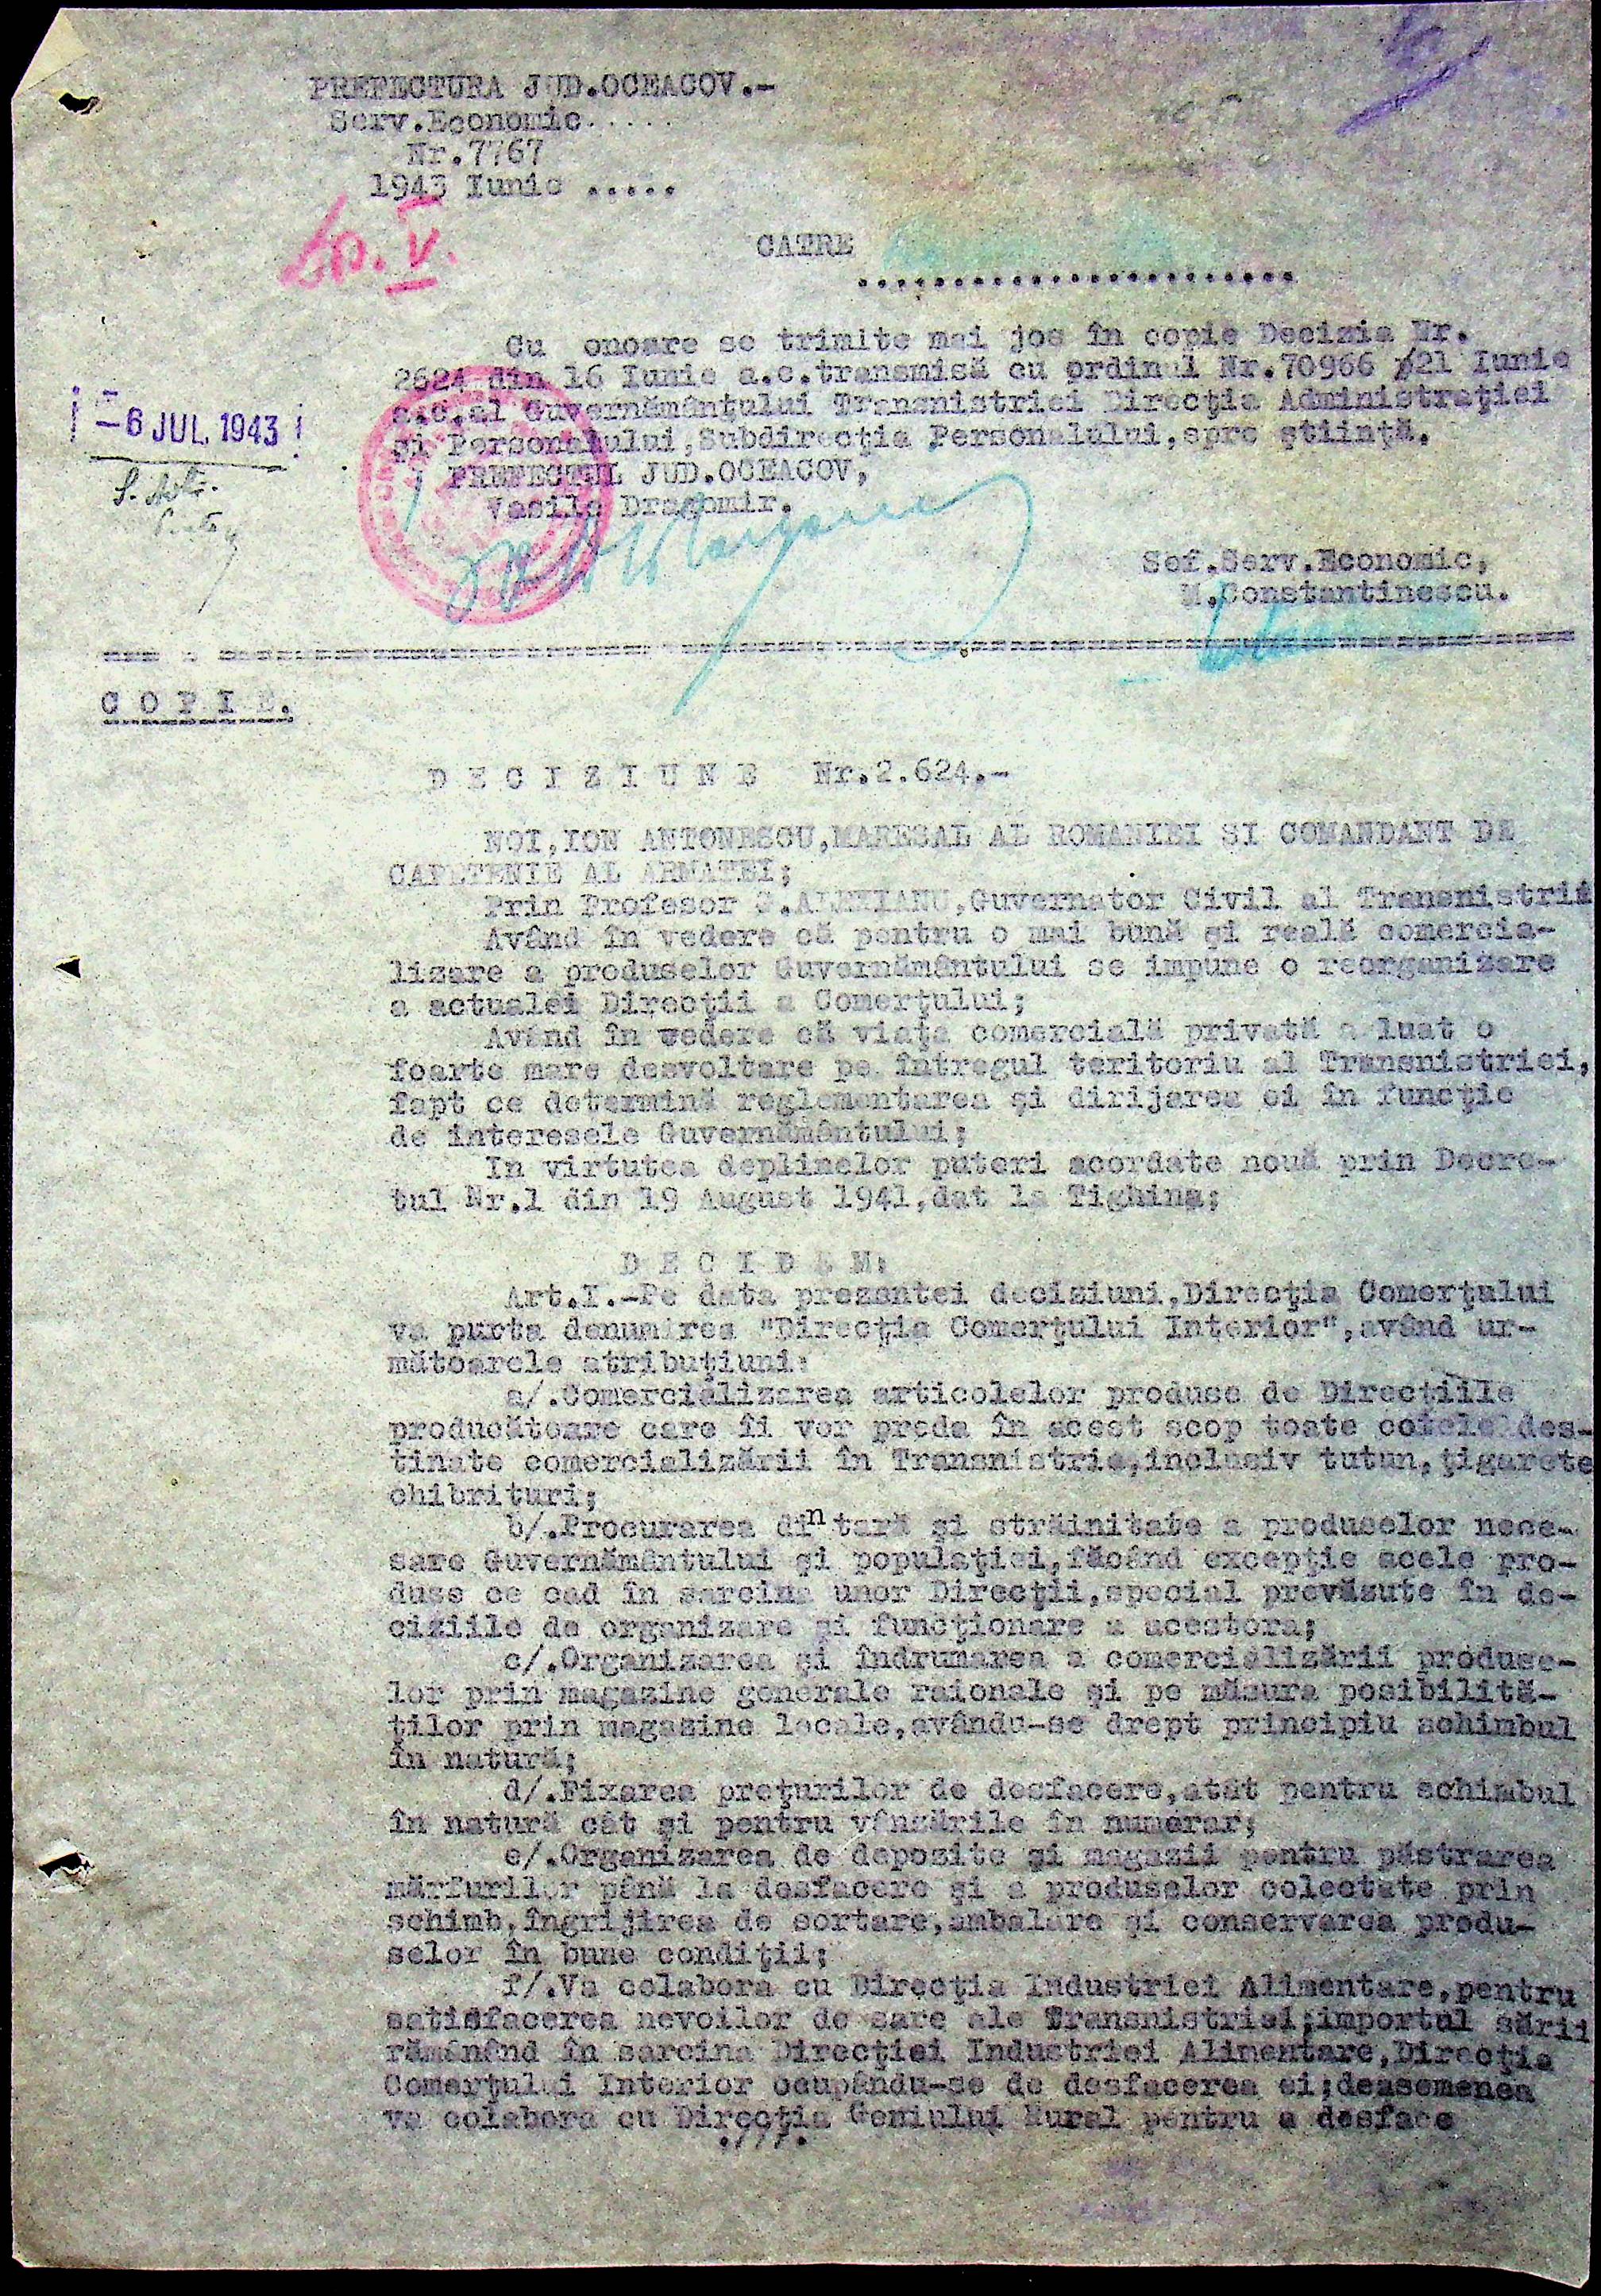 PREFECTURA JUD.OCEACOV.-
Serv.Economic.....
Nr.7767
1943 Iunie .....
CATRE
.......................
Cu onoare se trimite mai jos în copie Decizia Nr.
2624 din 16 Iunie a.c.transmisă cu ordinul Nr.70966 /21 Iunie
a.c.al Guvernământului Transnistriei Direcţia Administraţiei
şi Personalului,Subdirecţia Personalului,spre ştiinţă.
-6 JUL. 1943
PREFECTUL JUD.OCEACOV,
Vasile Dragomir.
Sef.Serv.Economic,
M.Constantinescu.
C O P I E.
D E C I Z I U N E Nr.2.624.-
NOI,ION ANTONESCU,MARESAL AL ROMANIEI SI COMANDANT DE
CAPETENIE AL ARMATEI;
Prin Profesor G.ALEXIANU,Guvernator Civil al Transnistriei
Având în vedere că pentru o mai bună şi reală comercia-
lizare a produselor Guvernământului se impune o reorganizare
a actualei Direcţii a Comerţului;
Având în vedere că viaţa comercială privată a luat o
foarte mare desvoltare pe întregul teritoriu al Transnistriei,
fapt ce determină reglementarea şi dirijarea ei în funcţie
de interesele Guvernământului;
In virtutea deplinelor puteri acordate nouă prin Decre-
tul Nr.1 din 19 August 1941,dat la Tighina;
D E C I D E M:
Art.I.-Pe data prezentei deciziuni,Direcţia Comerţului
va purta denumirea "Direcţia Comerţului Interior",având ur-
mătoarele atribuţiuni:
a/.Comercializarea articolelor produse de Direcţiile
producătoare care îi vor preda în acest scop toate cotele des-
tinate comercializării în Transnistria,inclusiv tutun,ţigarete
chibrituri;
b/.Procurarea din tară şi străinitate a produselor nece-
sare Guvernământului şi populaţiei,făcând excepţie acele pro-
duse ce cad în sarcina unor Direcţii,special prevăzute în de-
ciziile de organizare şi funcţionare a acestora;
c/.Organizarea şi îndrumarea a comercializării produse-
lor prin magazine generale raionale şi pe măsura posibilită-
ţilor prin magazine locale,avându-se drept principiu schimbul
în natură;
d/.Fixarea preţurilor de desfacere,atât pentru schimbul
în natură cât şi pentru vânzările în numerar;
e/.Organizarea de depozite şi magazii pentru păstrarea
mărfurilor până la desfacere şi a produselor colectate prin
schimb,îngrijirea de sortare,ambalare şi conservarea produ-
selor în bune condiţii;
f/.Va colabora cu Direcţia Industriei Alimentare,pentru
satisfacerea nevoilor de sare ale Transnistriei;importul sării
rămânând în sarcina Direcţiei Industriei Alimentare,Direcţia
Comerţului Interior ocupându-se de desfacerea ei;deasemenea
va colabora cu Direcţia Geniului Rural pentru a desface
.///.